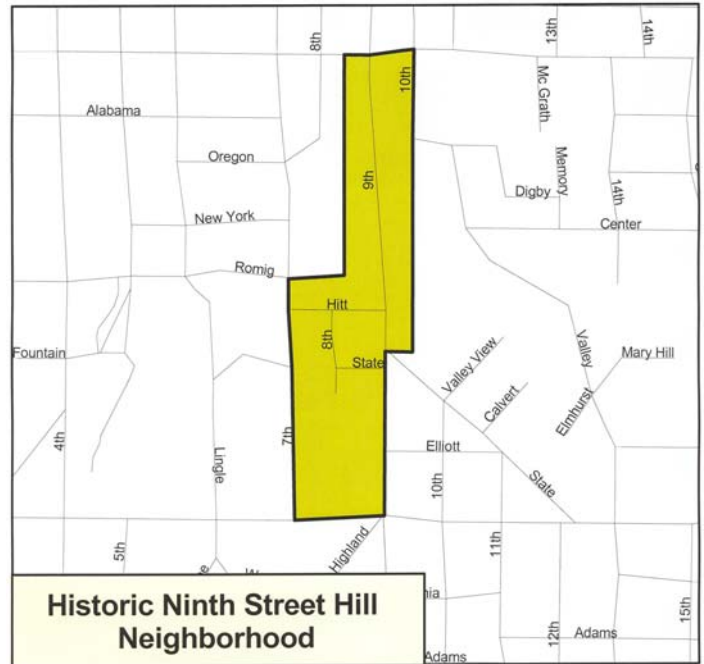 8th
13th
14th
10th
Mc Grath
Alabama
Oregon
Memory
9th
Digby
14th
New York
Center
Romig
Hitt
8th
Fountain
State
Valley View
Valley
Mary Hill
Calvert
Elmhurst
7th
4th
Elliott
Lingle
10th
State
5th
Highland
11th
12th
15th
Adams
Adams
Historic Ninth Street Hill
Neighborhood